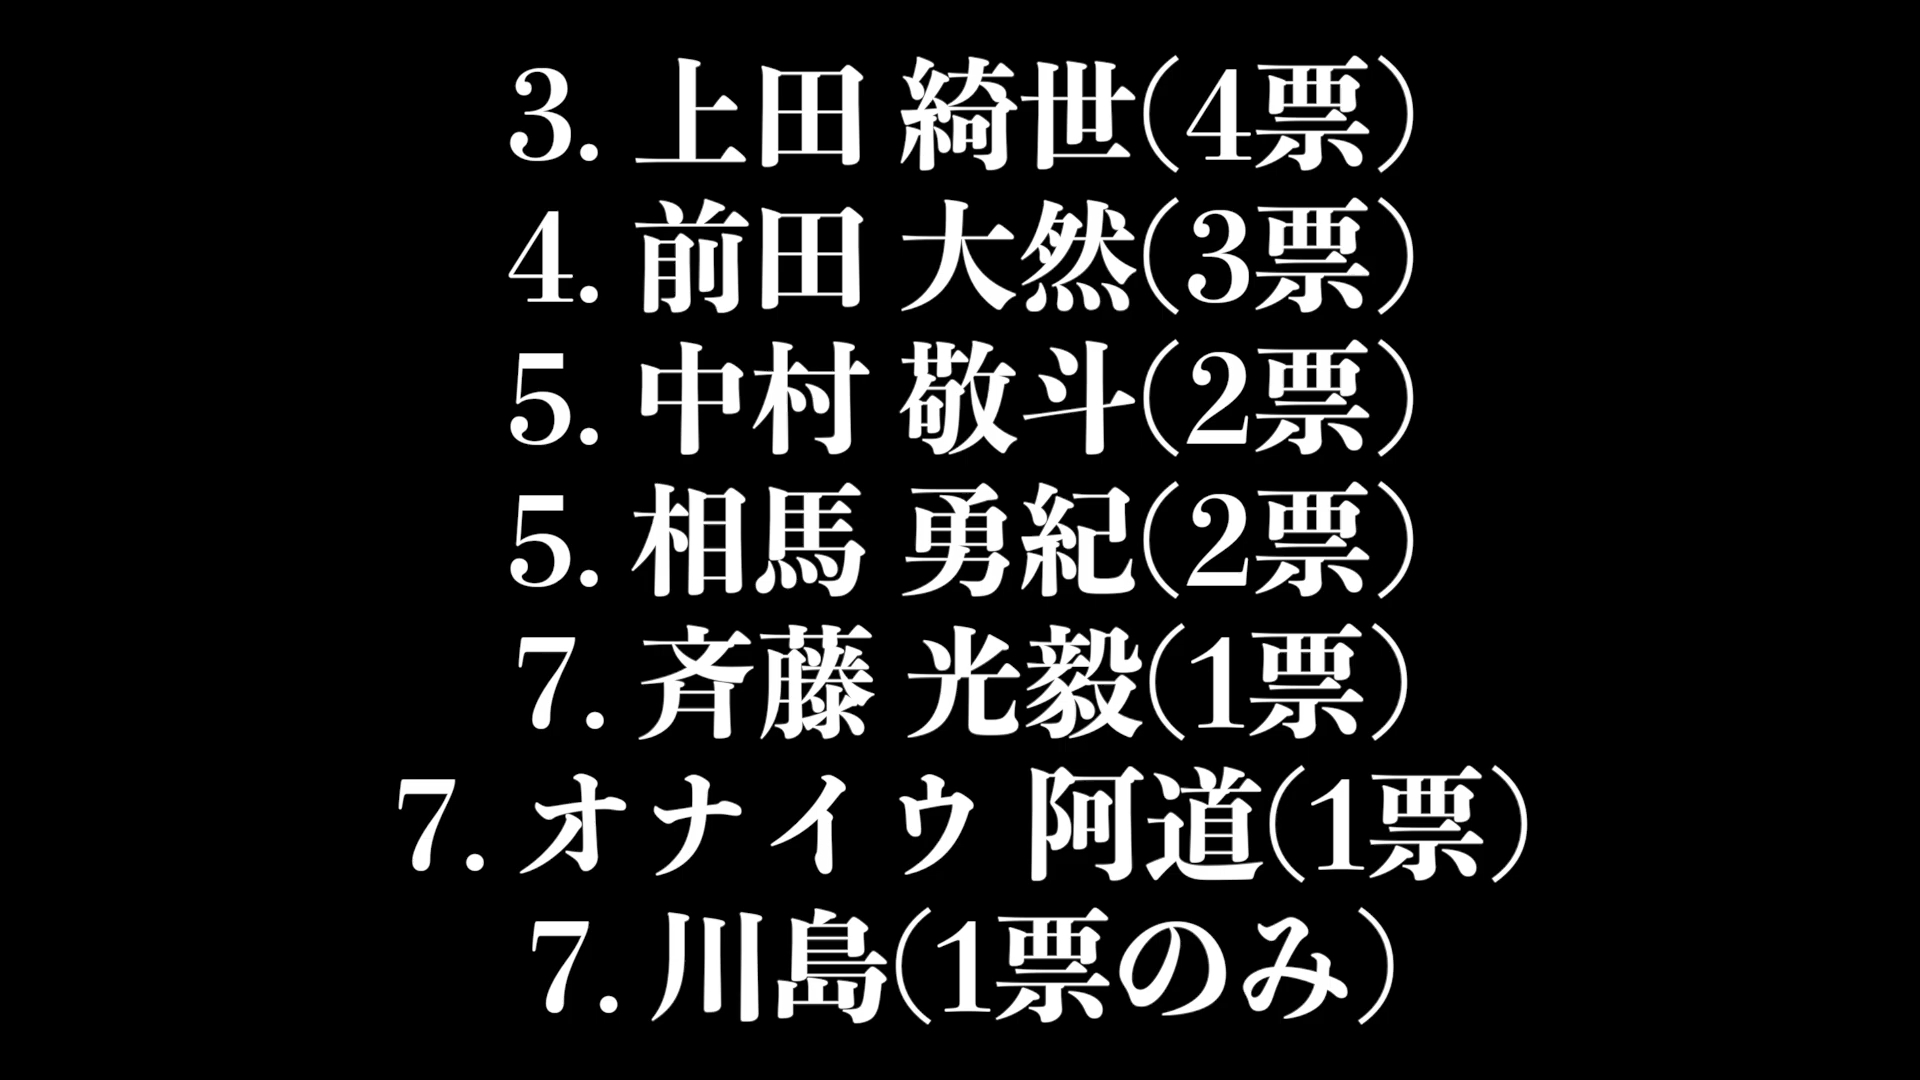 3. 上田 綺世(4票)
4. 前田 大然(3票)
5. 中村 敬斗(2票)
5. 相馬 勇紀(2票)
7. 斉藤 光毅(1票)
7. オナイウ 阿道(1票)
7. 川島(1票のみ)